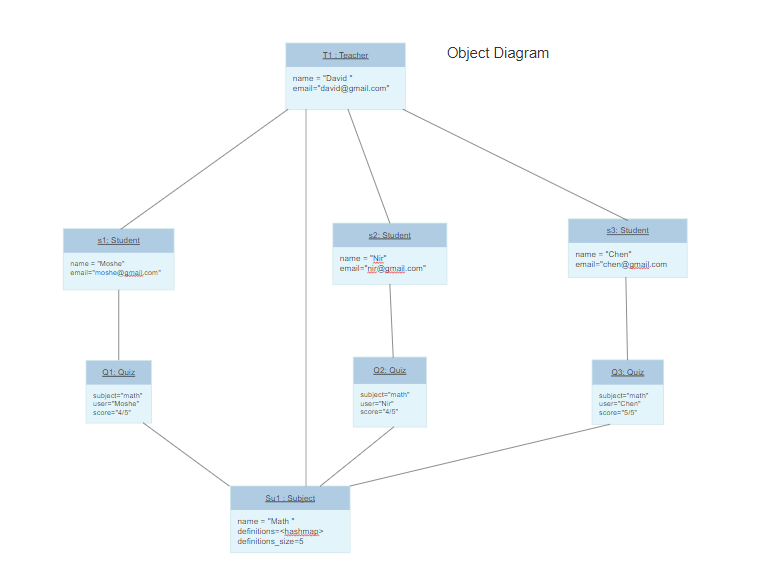 Object Diagram
T1 : Teacher
name = "David "
email="david@gmail.com"
s1: Student
name = "Moshe"
email="moshe@gmail.com"
s2: Student
name = "Nir"
email="nir@gmail.com"
s3: Student
name = "Chen"
email="chen@gmail.com
Q1: Quiz
subject="math"
user="Moshe"
score="4/5"
Q2: Quiz
subject="math"
user="Nir"
score="4/5"
Q3: Quiz
subject="math"
user="Chen"
score="5/5"
Su1 : Subject
name = "Math "
definitions=<hashmap>
definitions_size=5